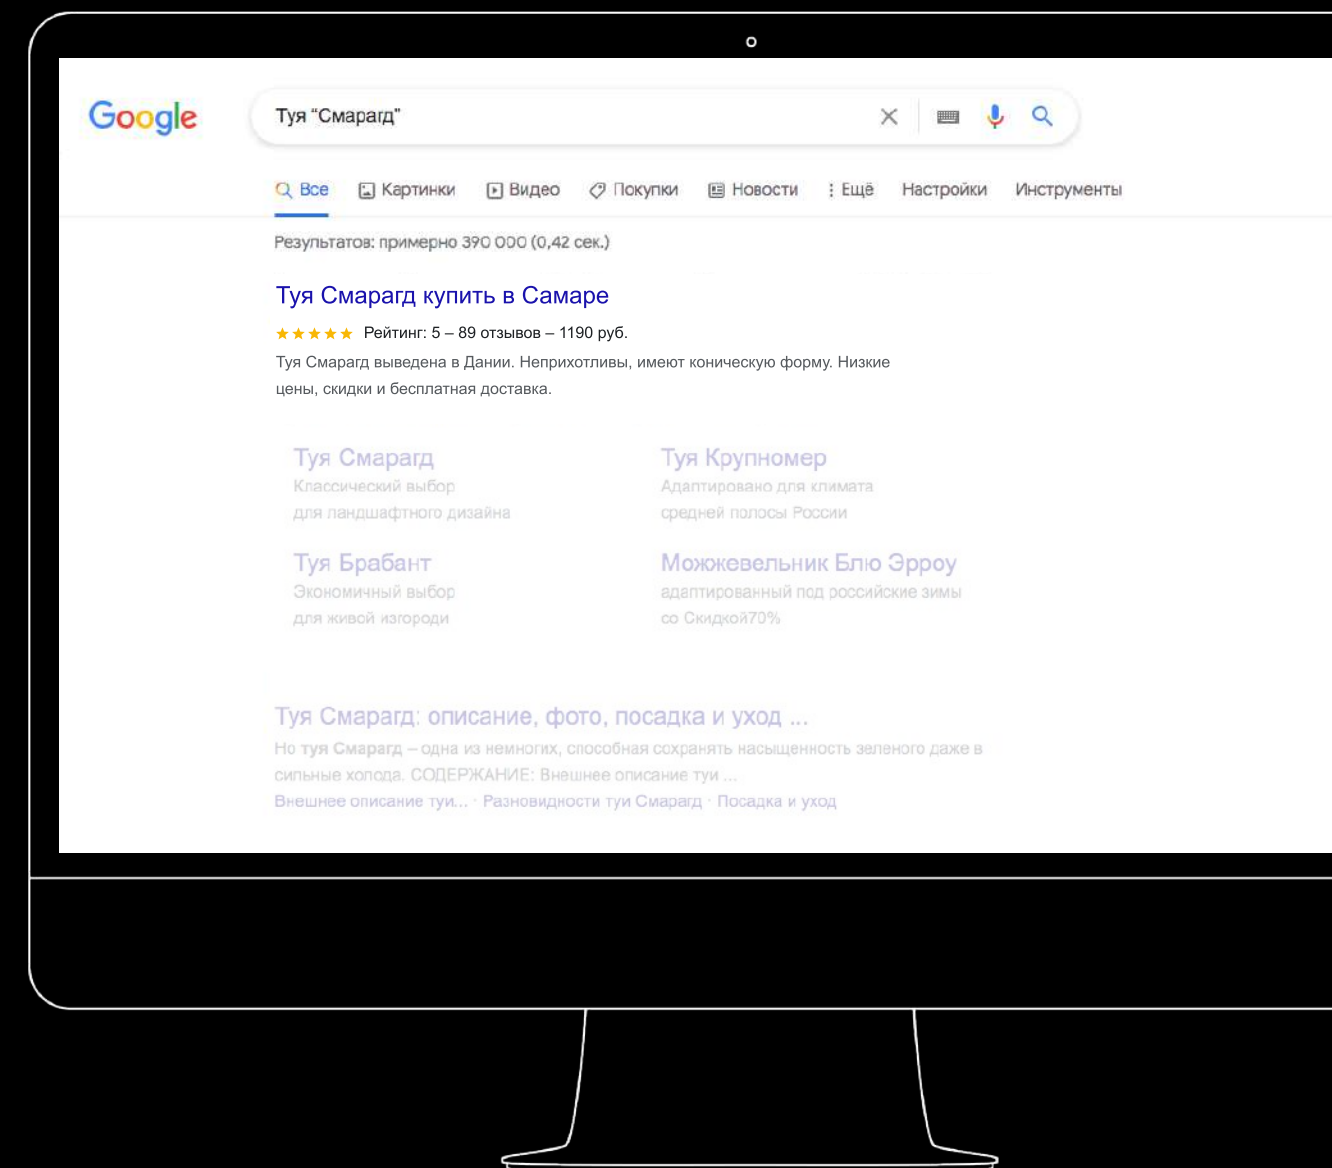 Google
Туя “Смарагд"
Все Картинки Видео Покупки Новости Ещё Настройки Инструменты
Результатов: примерно 390 000 (0,42 сек.)
Туя Смарагд купить в Самаре
Рейтинг: 5 – 89 отзывов – 1190 руб.
Туя Смарагд выведена в Дании. Неприхотливы, имеют коническую форму. Низкие
цены, скидки и бесплатная доставка.
Туя Смарагд
Классический выбор
для ландшафтного дизайна
Туя Крупномер
Адаптировано для климата
средней полосы России
Туя Брабант
Экономичный выбор
для живой изгороди
Можжевельник Блю Эрроу
адаптированный под российские зимы
со Скидкой70%
Туя Смарагд: описание, фото, посадка и уход ...
Но туя Смарагд – одна из немногих, способная сохранять насыщенность зеленого даже в
сильные холода. СОДЕРЖАНИЕ: Внешнее описание туи ...
Внешнее описание туи... · Разновидности туи Смарагд · Посадка и уход